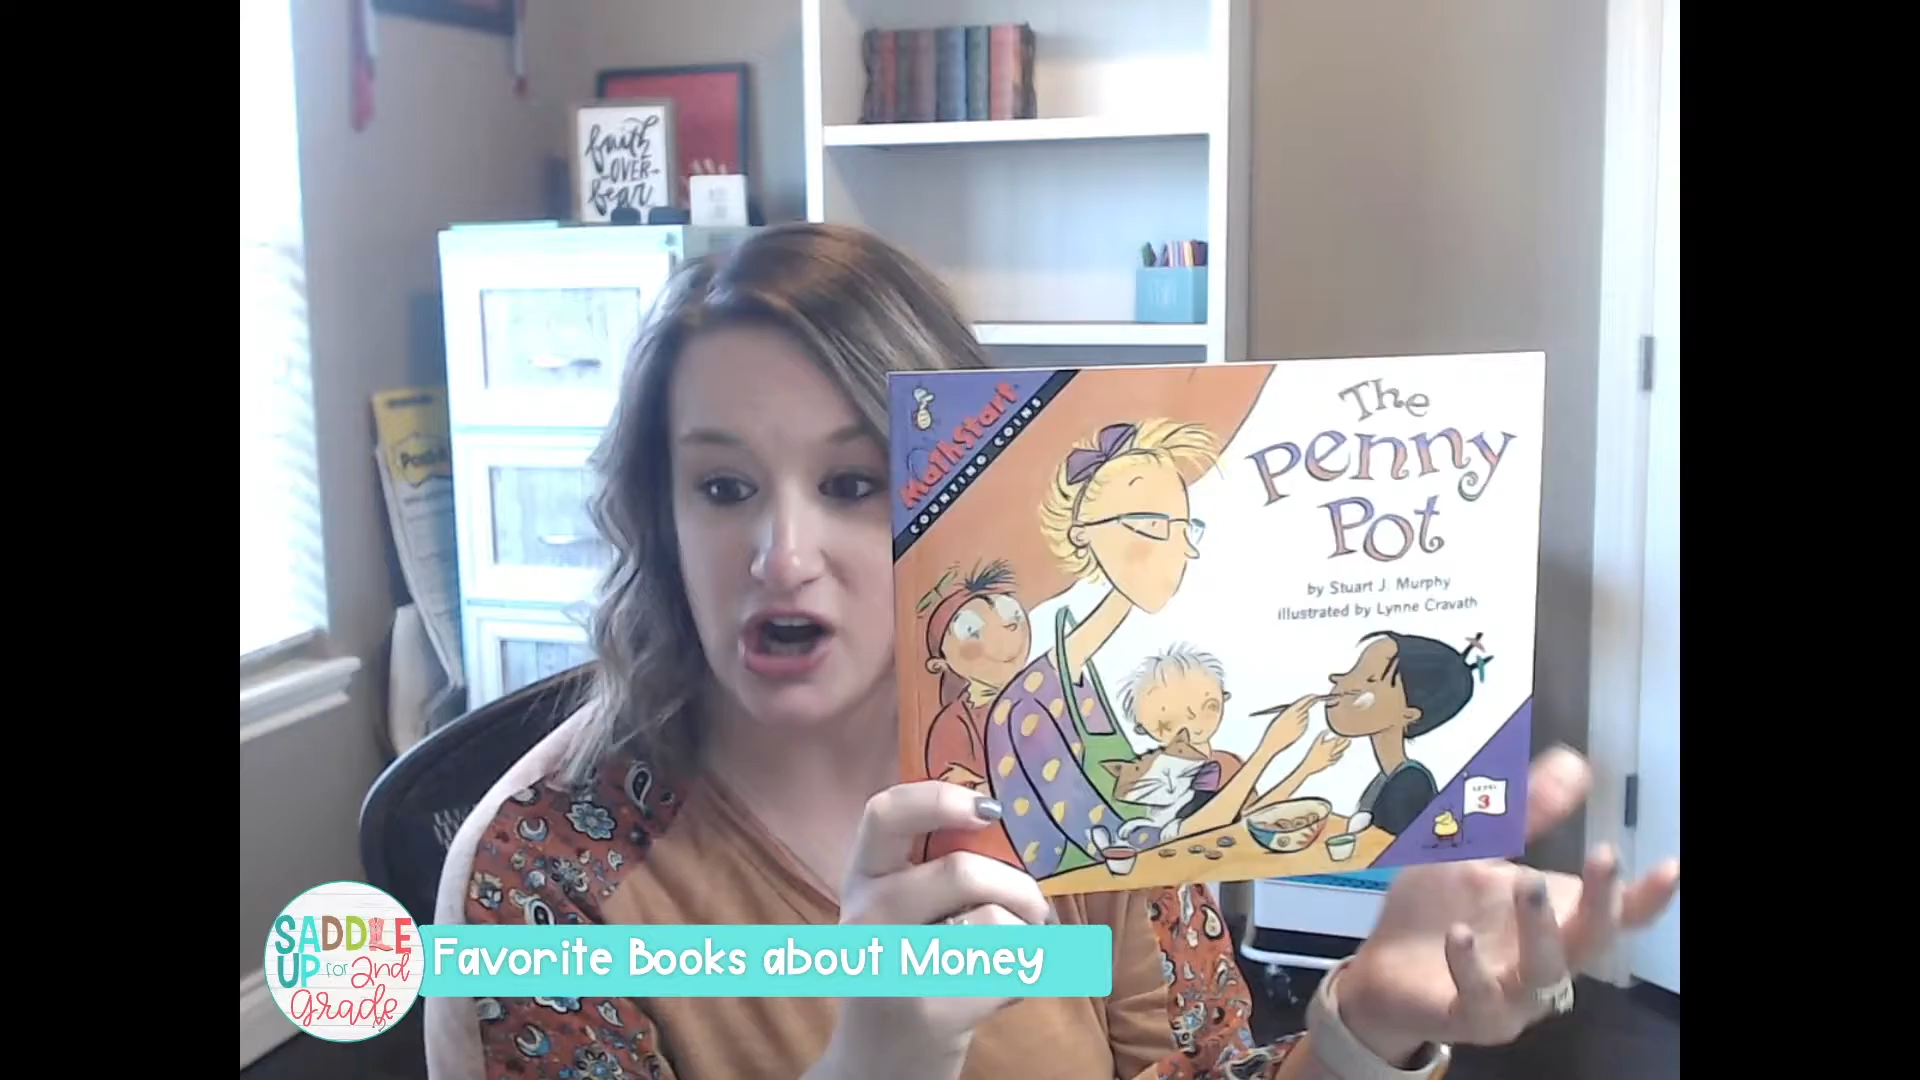 faith
-OVER-
fear
MathStart
COUNTING COINS
The
Penny
Pot
by Stuart J. Murphy
illustrated by Lynne Cravath
LEVEL
3
SADDLE
UP for 2nd
Grade
Favorite Books about Money